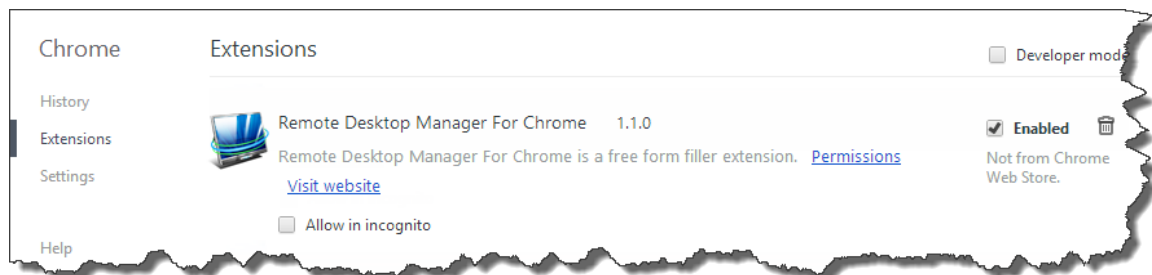 Chrome
Extensions
Developer mode
History
Extensions
Settings
Help
Remote Desktop Manager For Chrome 1.1.0
Remote Desktop Manager For Chrome is a free form filler extension. Permissions
Visit website
Allow in incognito
Enabled
Not from Chrome
Web Store.